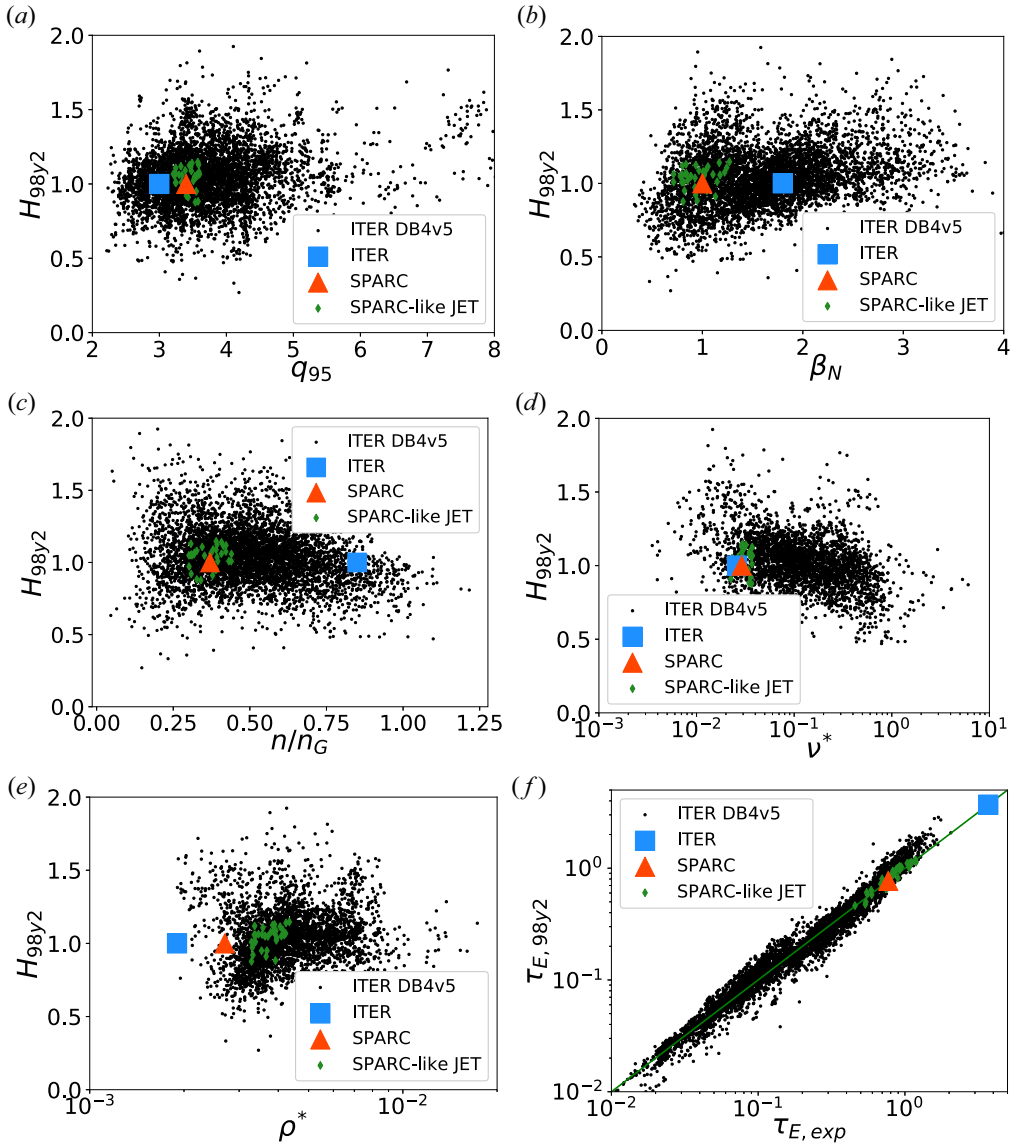 (a)
2.0
1.5
1.0
0.5
0.0
H98y2
ITER DB4v5
ITER
SPARC
SPARC-like JET
2 3 4 5 6 7 8
q95
(b)
2.0
1.5
1.0
0.5
0.0
H98y2
ITER DB4v5
ITER
SPARC
SPARC-like JET
0 1 2 3 4
βN
(c)
2.0
1.5
1.0
0.5
0.0
H98y2
ITER DB4v5
ITER
SPARC
SPARC-like JET
0.00 0.25 0.50 0.75 1.00 1.25
n/nG
(d)
2.0
1.5
1.0
0.5
0.0
H98y2
ITER DB4v5
ITER
SPARC
SPARC-like JET
10⁻³ 10⁻² 10⁻¹ 10⁰ 10¹
ν*
(e)
2.0
1.5
1.0
0.5
0.0
H98y2
ITER DB4v5
ITER
SPARC
SPARC-like JET
10⁻³ 10⁻²
ρ*
(f)
10⁰
10⁻¹
10⁻²
τE, 98y2
ITER DB4v5
ITER
SPARC
SPARC-like JET
10⁻² 10⁻¹ 10⁰
τE, exp